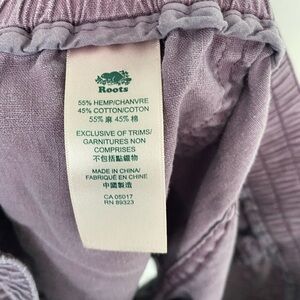 Roots
55% HEMP/CHANVRE
45% COTTON/COTON
55% 麻 45% 棉
EXCLUSIVE OF TRIMS/
GARNITURES NON
COMPRISES
不包括點綴物
MADE IN CHINA/
FABRIQUÉ EN CHINE
中國製造
CA 05017
RN 89323